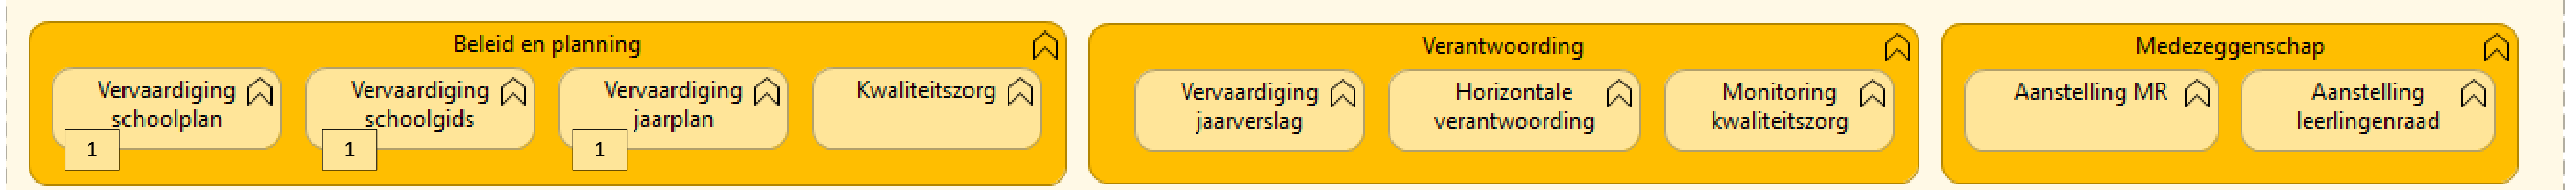 Beleid en planning
Vervaardiging
schoolplan
1
Vervaardiging
schoolgids
1
Vervaardiging
jaarplan
1
Kwaliteitszorg
Verantwoording
Vervaardiging
jaarverslag
Horizontale
verantwoording
Monitoring
kwaliteitszorg
Medezeggenschap
Aanstelling MR
Aanstelling
leerlingenraad